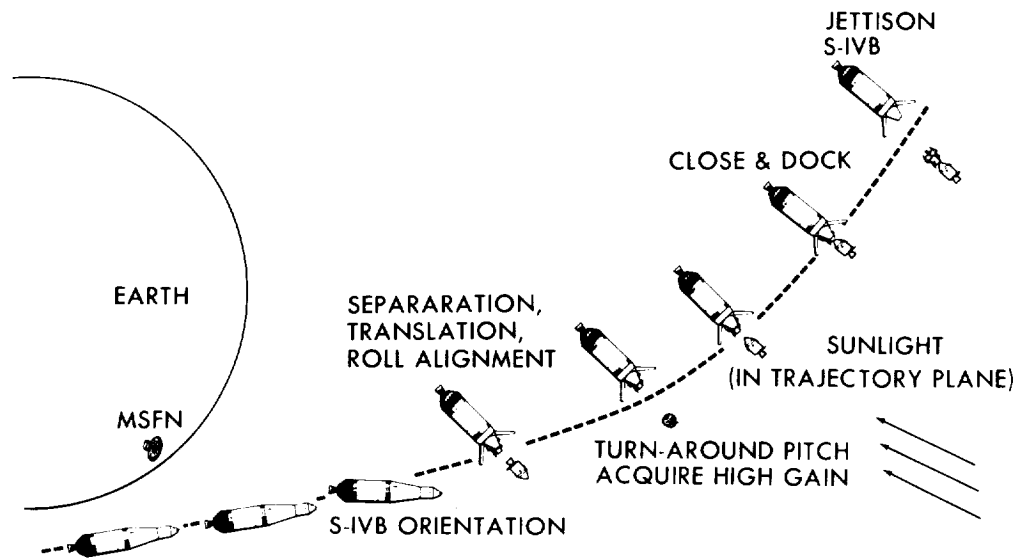 JETTISON
S-IVB
CLOSE & DOCK
EARTH
SEPARARATION,
TRANSLATION,
ROLL ALIGNMENT
SUNLIGHT
(IN TRAJECTORY PLANE)
MSFN
TURN-AROUND PITCH
ACQUIRE HIGH GAIN
S-IVB ORIENTATION